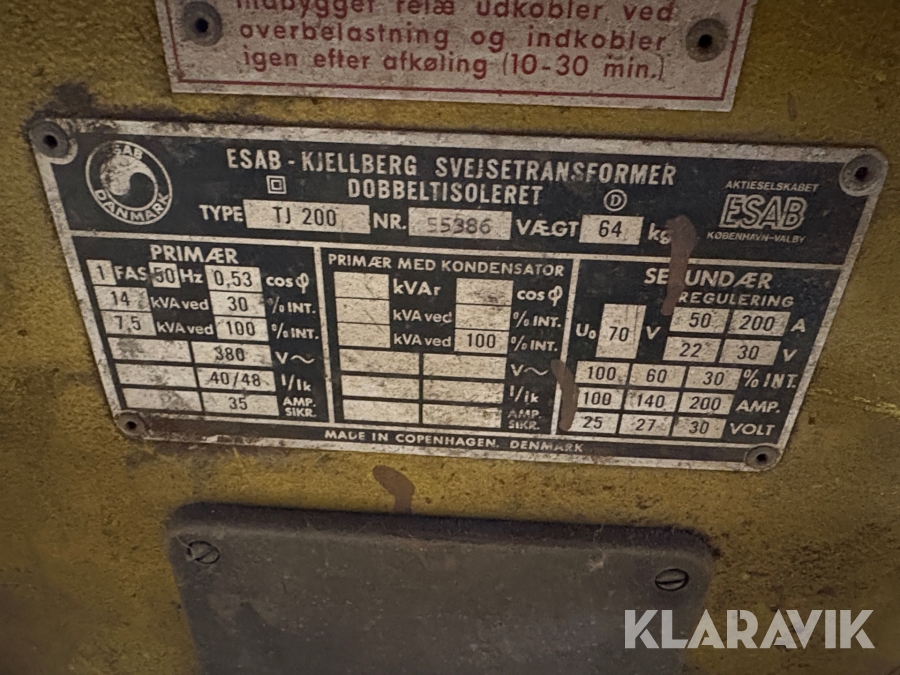 Indbygget relæ udkobler ved
overbelastning og indkobler
igen efter afkøling (10-30 min.)
ESAB
DANMARK
ESAB - KJELLBERG SVEJSETRANSFORMER
DOBBELTISOLERET
D
TYPE TJ 200 NR. 55386 VÆGT 64 kg
AKTIESELSKABET
ESAB
KØBENHAVN-VALBY
PRIMÆR
1 FAS 50 Hz 0,53 cos φ
14 kVA ved 30 % INT.
7,5 kVA ved 100 % INT.
380 V~
40/48 I/Ik
35 AMP. SIKR.
PRIMÆR MED KONDENSATOR
kVAr cos φ
kVA ved % INT.
kVA ved 100 % INT.
V~
I/Ik
AMP. SIKR.
SEKUNDÆR
REGULERING
U₀ 70 V 50 200 A
22 30 V
100 60 30 % INT.
100 140 200 AMP.
25 27 30 VOLT
MADE IN COPENHAGEN, DENMARK
KLARAVIK